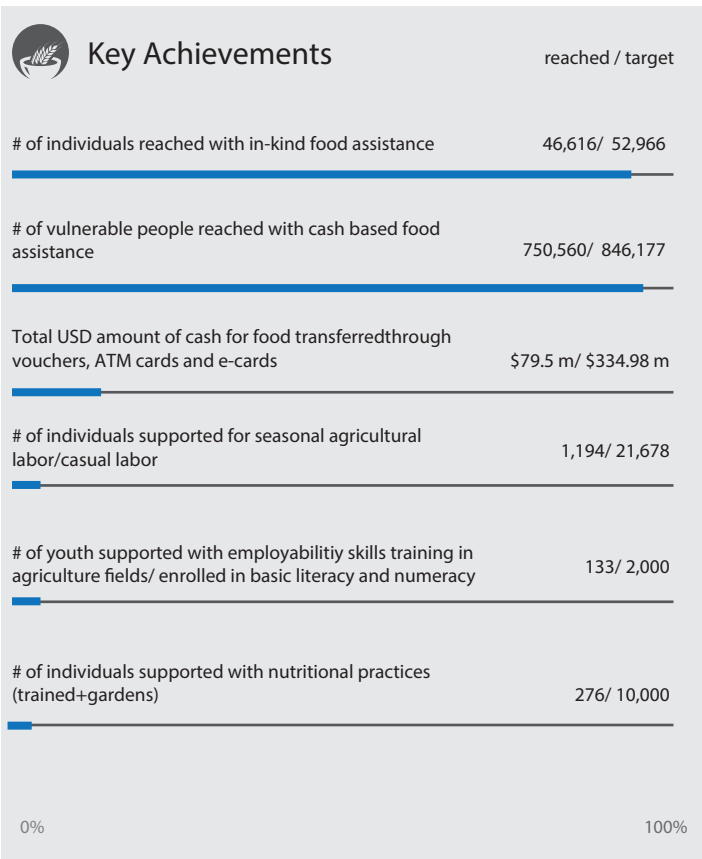 Key Achievements
reached / target
# of individuals reached with in-kind food assistance
46,616/ 52,966
# of vulnerable people reached with cash based food
assistance
750,560/ 846,177
Total USD amount of cash for food transferredthrough
vouchers, ATM cards and e-cards
$79.5 m/ $334.98 m
# of individuals supported for seasonal agricultural
labor/casual labor
1,194/ 21,678
# of youth supported with employabilitiy skills training in
agriculture fields/ enrolled in basic literacy and numeracy
133/ 2,000
# of individuals supported with nutritional practices
(trained+gardens)
276/ 10,000
0%
100%